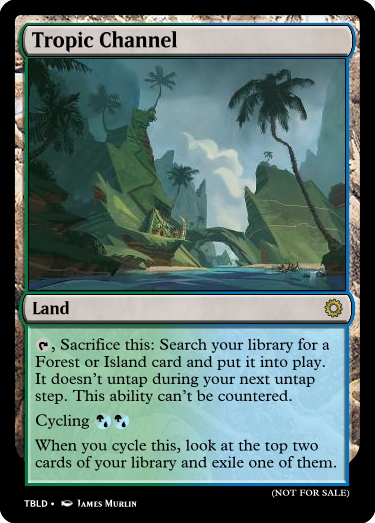 Tropic Channel
Land
, Sacrifice this: Search your library for a
Forest or Island card and put it into play.
It doesn't untap during your next untap
step. This ability can't be countered.
Cycling
When you cycle this, look at the top two
cards of your library and exile one of them.
(NOT FOR SALE)
TBLD • James Murlin